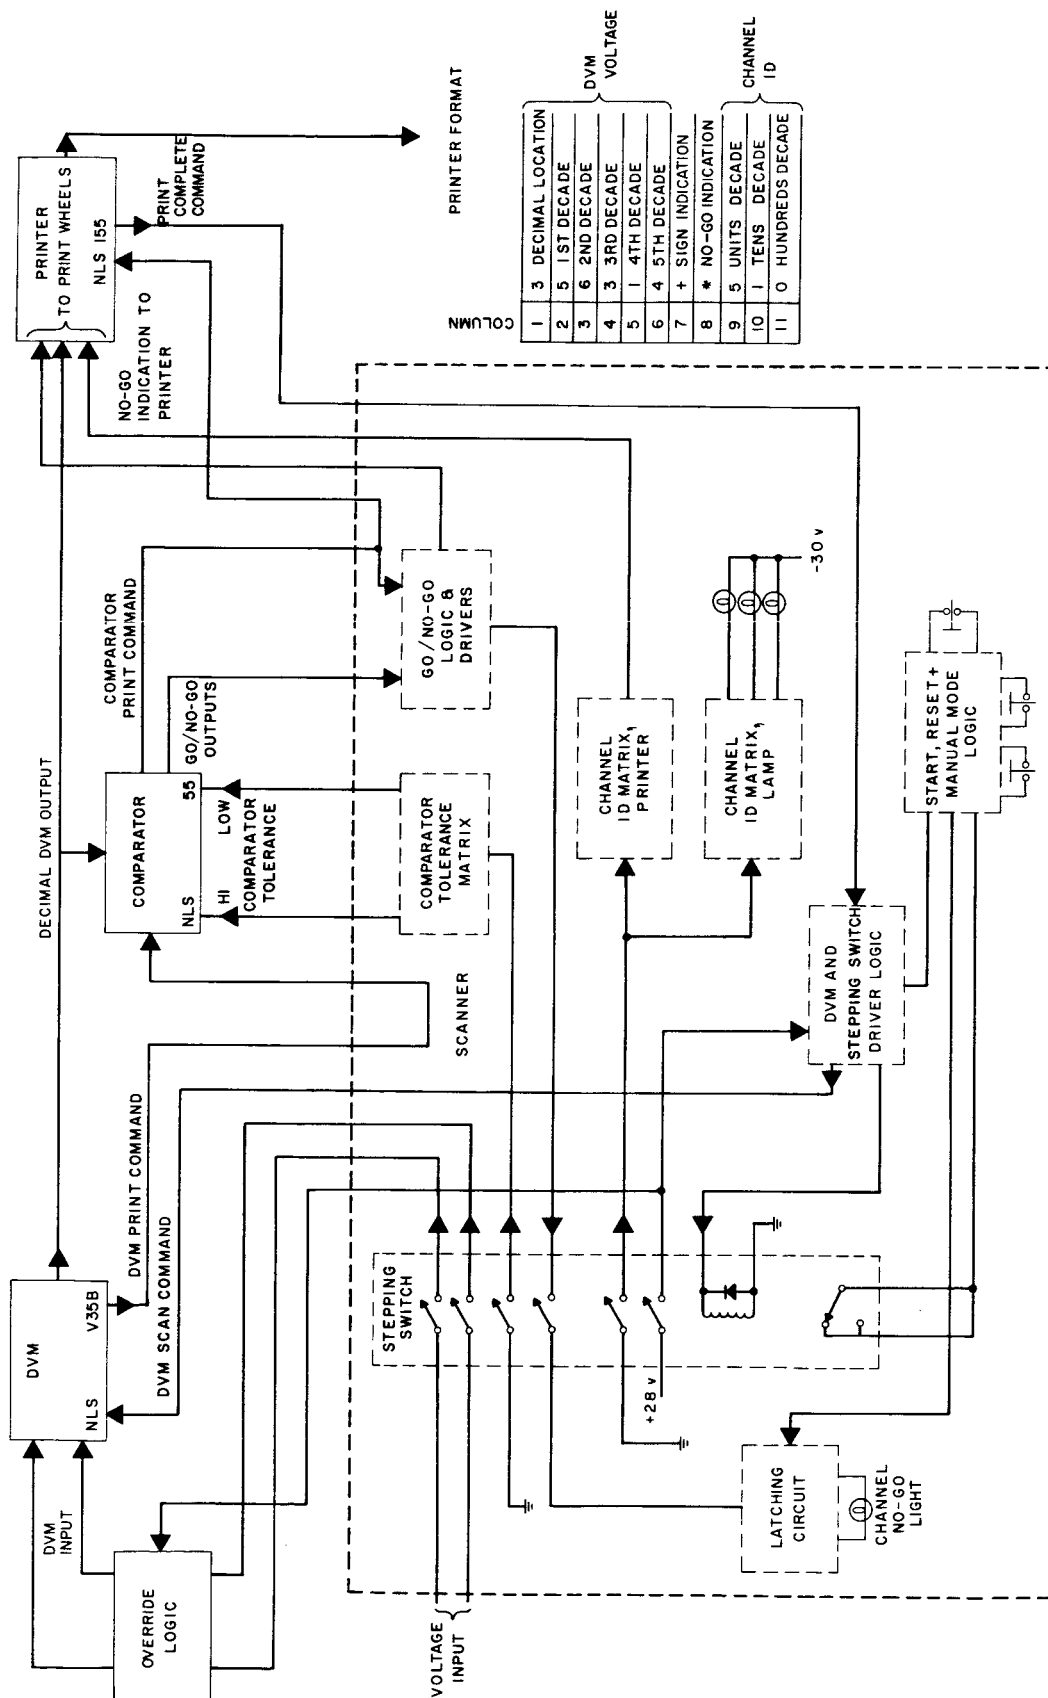 OVERRIDE
LOGIC
DVM
INPUT
DVM
NLS
V35B
DECIMAL DVM OUTPUT
DVM PRINT COMMAND
DVM SCAN COMMAND
COMPARATOR
NLS
55
HI
LOW
COMPARATOR
TOLERANCE
COMPARATOR
PRINT COMMAND
GO/NO-GO
OUTPUTS
NO-GO
INDICATION TO
PRINTER
PRINTER
TO PRINT WHEELS
NLS 155
PRINT
COMPLETE
COMMAND
SCANNER
VOLTAGE
INPUT
STEPPING
SWITCH
+28 v
COMPARATOR
TOLERANCE
MATRIX
GO/NO-GO
LOGIC &
DRIVERS
CHANNEL
ID MATRIX,
PRINTER
CHANNEL
ID MATRIX,
LAMP
-30 v
LATCHING
CIRCUIT
CHANNEL
NO-GO
LIGHT
DVM AND
STEPPING SWITCH
DRIVER LOGIC
START, RESET +
MANUAL MODE
LOGIC
PRINTER FORMAT
COLUMN
1 3 DECIMAL LOCATION
2 5 1ST DECADE
3 6 2ND DECADE
4 3 3RD DECADE
5 1 4TH DECADE
6 4 5TH DECADE
7 + SIGN INDICATION
8 * NO-GO INDICATION
9 5 UNITS DECADE
10 1 TENS DECADE
11 0 HUNDREDS DECADE
DVM
VOLTAGE
CHANNEL
ID